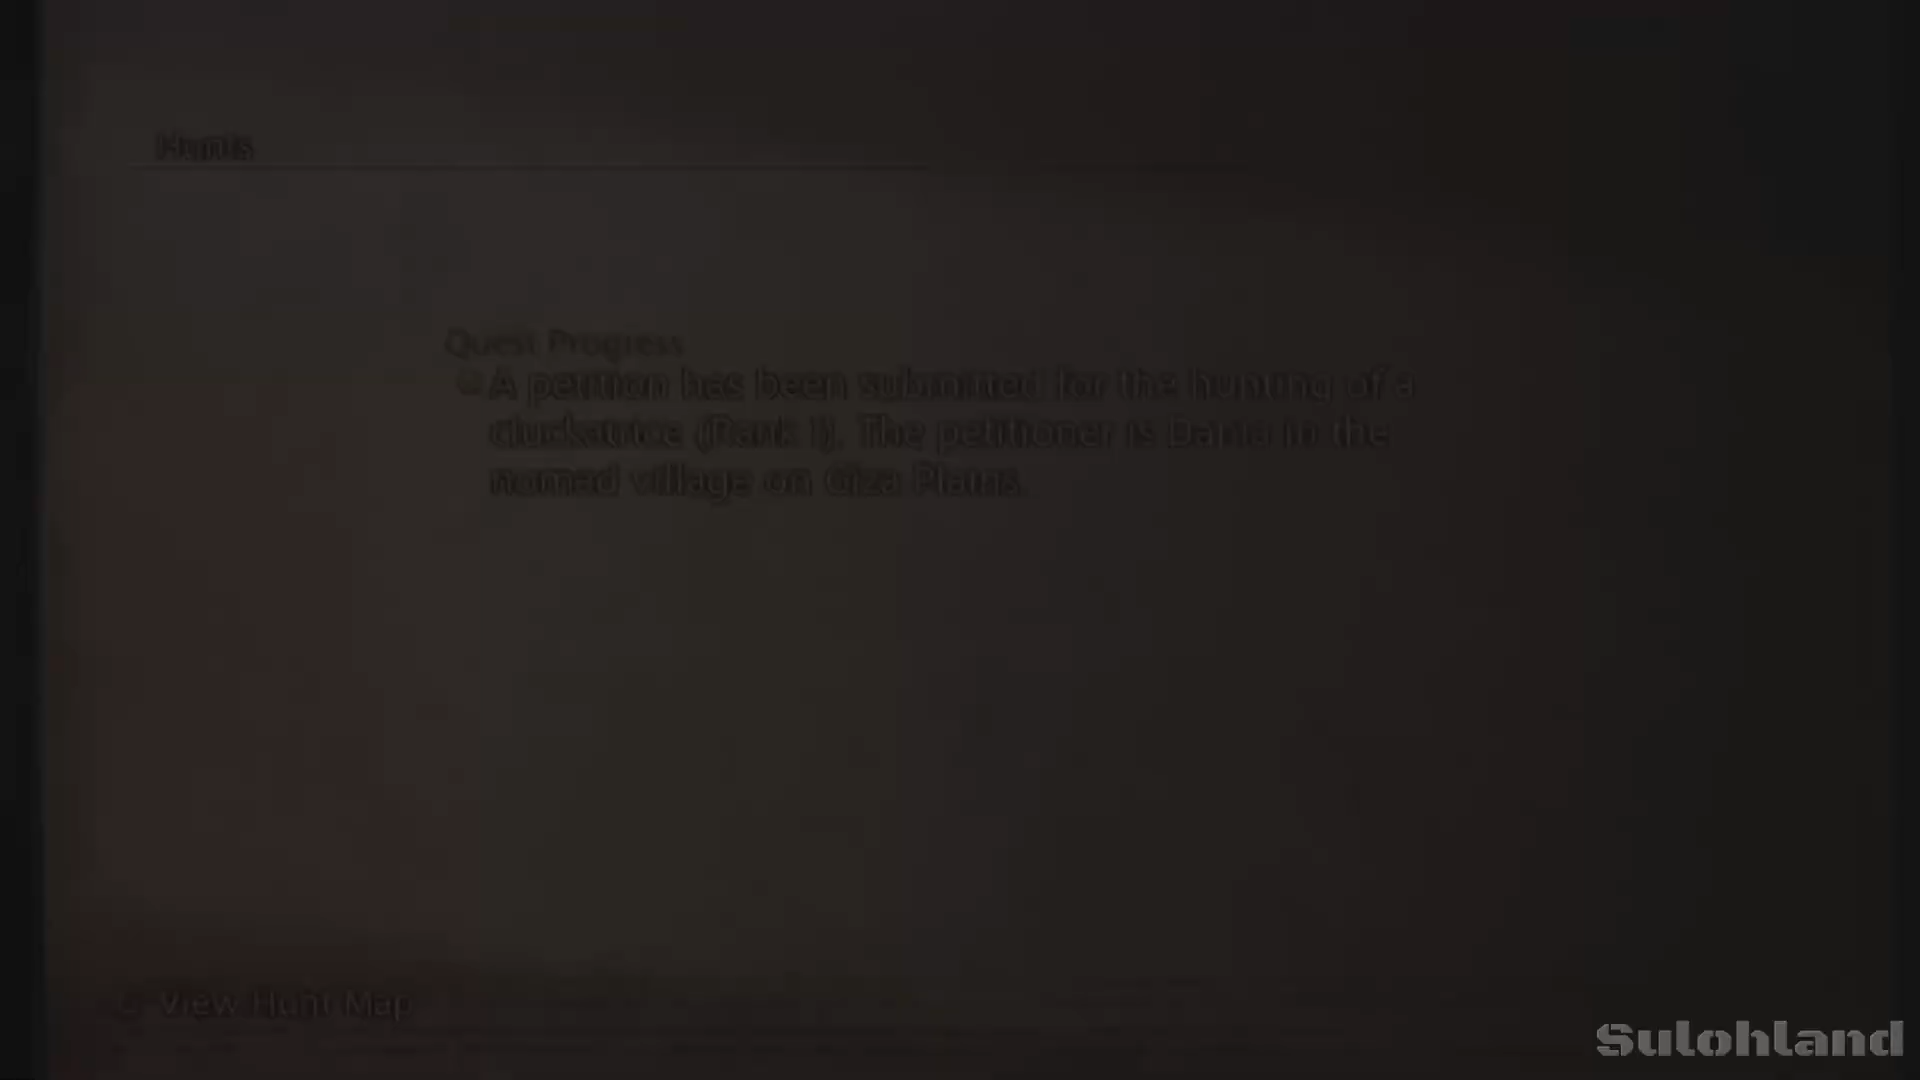 Hunts
Quest Progress
A petition has been submitted for the hunting of a
cluckatrice (Rank I). The petitioner is Dania in the
nomad village on Giza Plains.
View Hunt Map
Sulohland